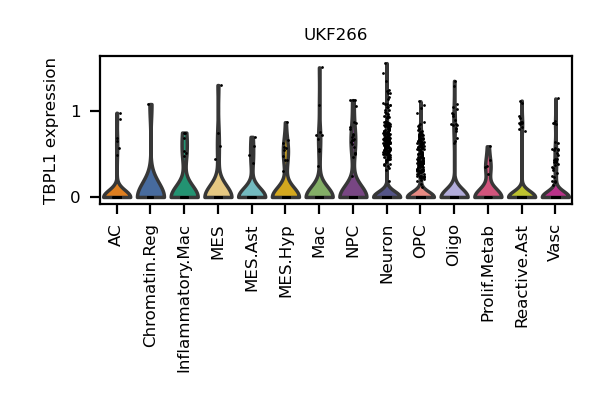 UKF266
TBPL1 expression
1
0
AC
Chromatin.Reg
Inflammatory.Mac
MES
MES.Ast
MES.Hyp
Mac
NPC
Neuron
OPC
Oligo
Prolif.Metab
Reactive.Ast
Vasc